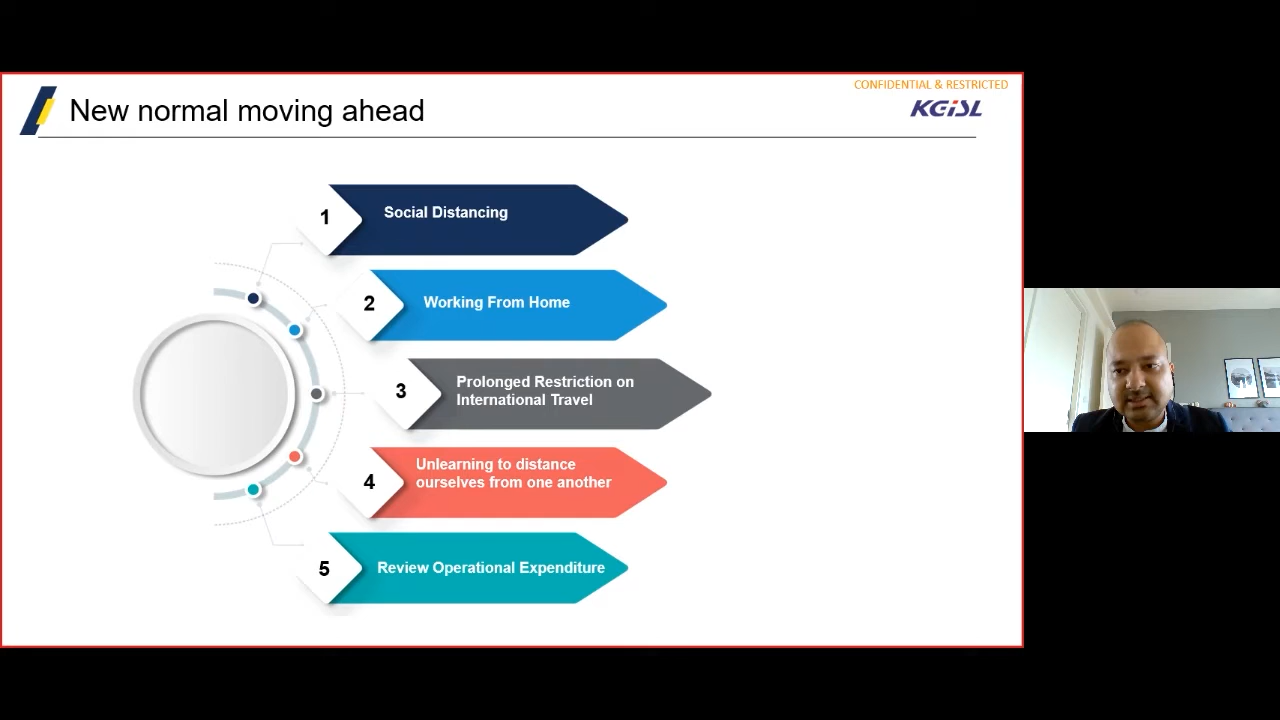 CONFIDENTIAL & RESTRICTED
New normal moving ahead
KGiSL
1
Social Distancing
2
Working From Home
3
Prolonged Restriction on
International Travel
4
Unlearning to distance
ourselves from one another
5
Review Operational Expenditure